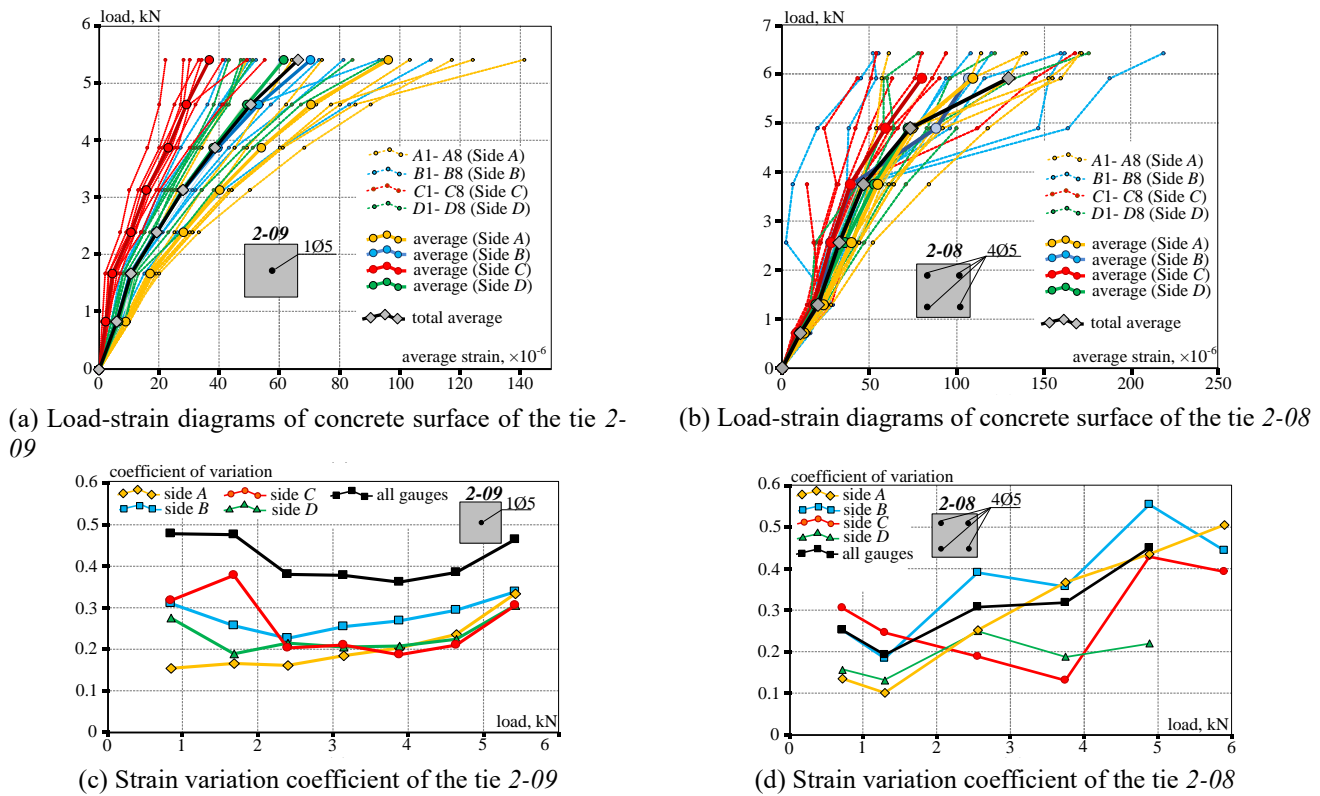 load, kN
6
5
4
3
2
1
0
0 20 40 60 80 100 120 140
average strain, ×10-6
A1- A8 (Side A)
B1- B8 (Side B)
C1- C8 (Side C)
D1- D8 (Side D)
average (Side A)
average (Side B)
average (Side C)
average (Side D)
total average
2-09
1Ø5
(a) Load-strain diagrams of concrete surface of the tie 2-
09
load, kN
7
6
5
4
3
2
1
0
0 50 100 150 200 250
average strain, ×10-6
A1- A8 (Side A)
B1- B8 (Side B)
C1- C8 (Side C)
D1- D8 (Side D)
average (Side A)
average (Side B)
average (Side C)
average (Side D)
total average
2-08
4Ø5
(b) Load-strain diagrams of concrete surface of the tie 2-08
coefficient of variation
0.6
0.5
0.4
0.3
0.2
0.1
0
0 1 2 3 4 5 6
load, kN
side A side C all gauges
side B side D
2-09
1Ø5
(c) Strain variation coefficient of the tie 2-09
coefficient of variation
0.6
0.5
0.4
0.3
0.2
0.1
0
0 1 2 3 4 5 6
load, kN
side A
side B
side C
side D
all gauges
2-08
4Ø5
(d) Strain variation coefficient of the tie 2-08